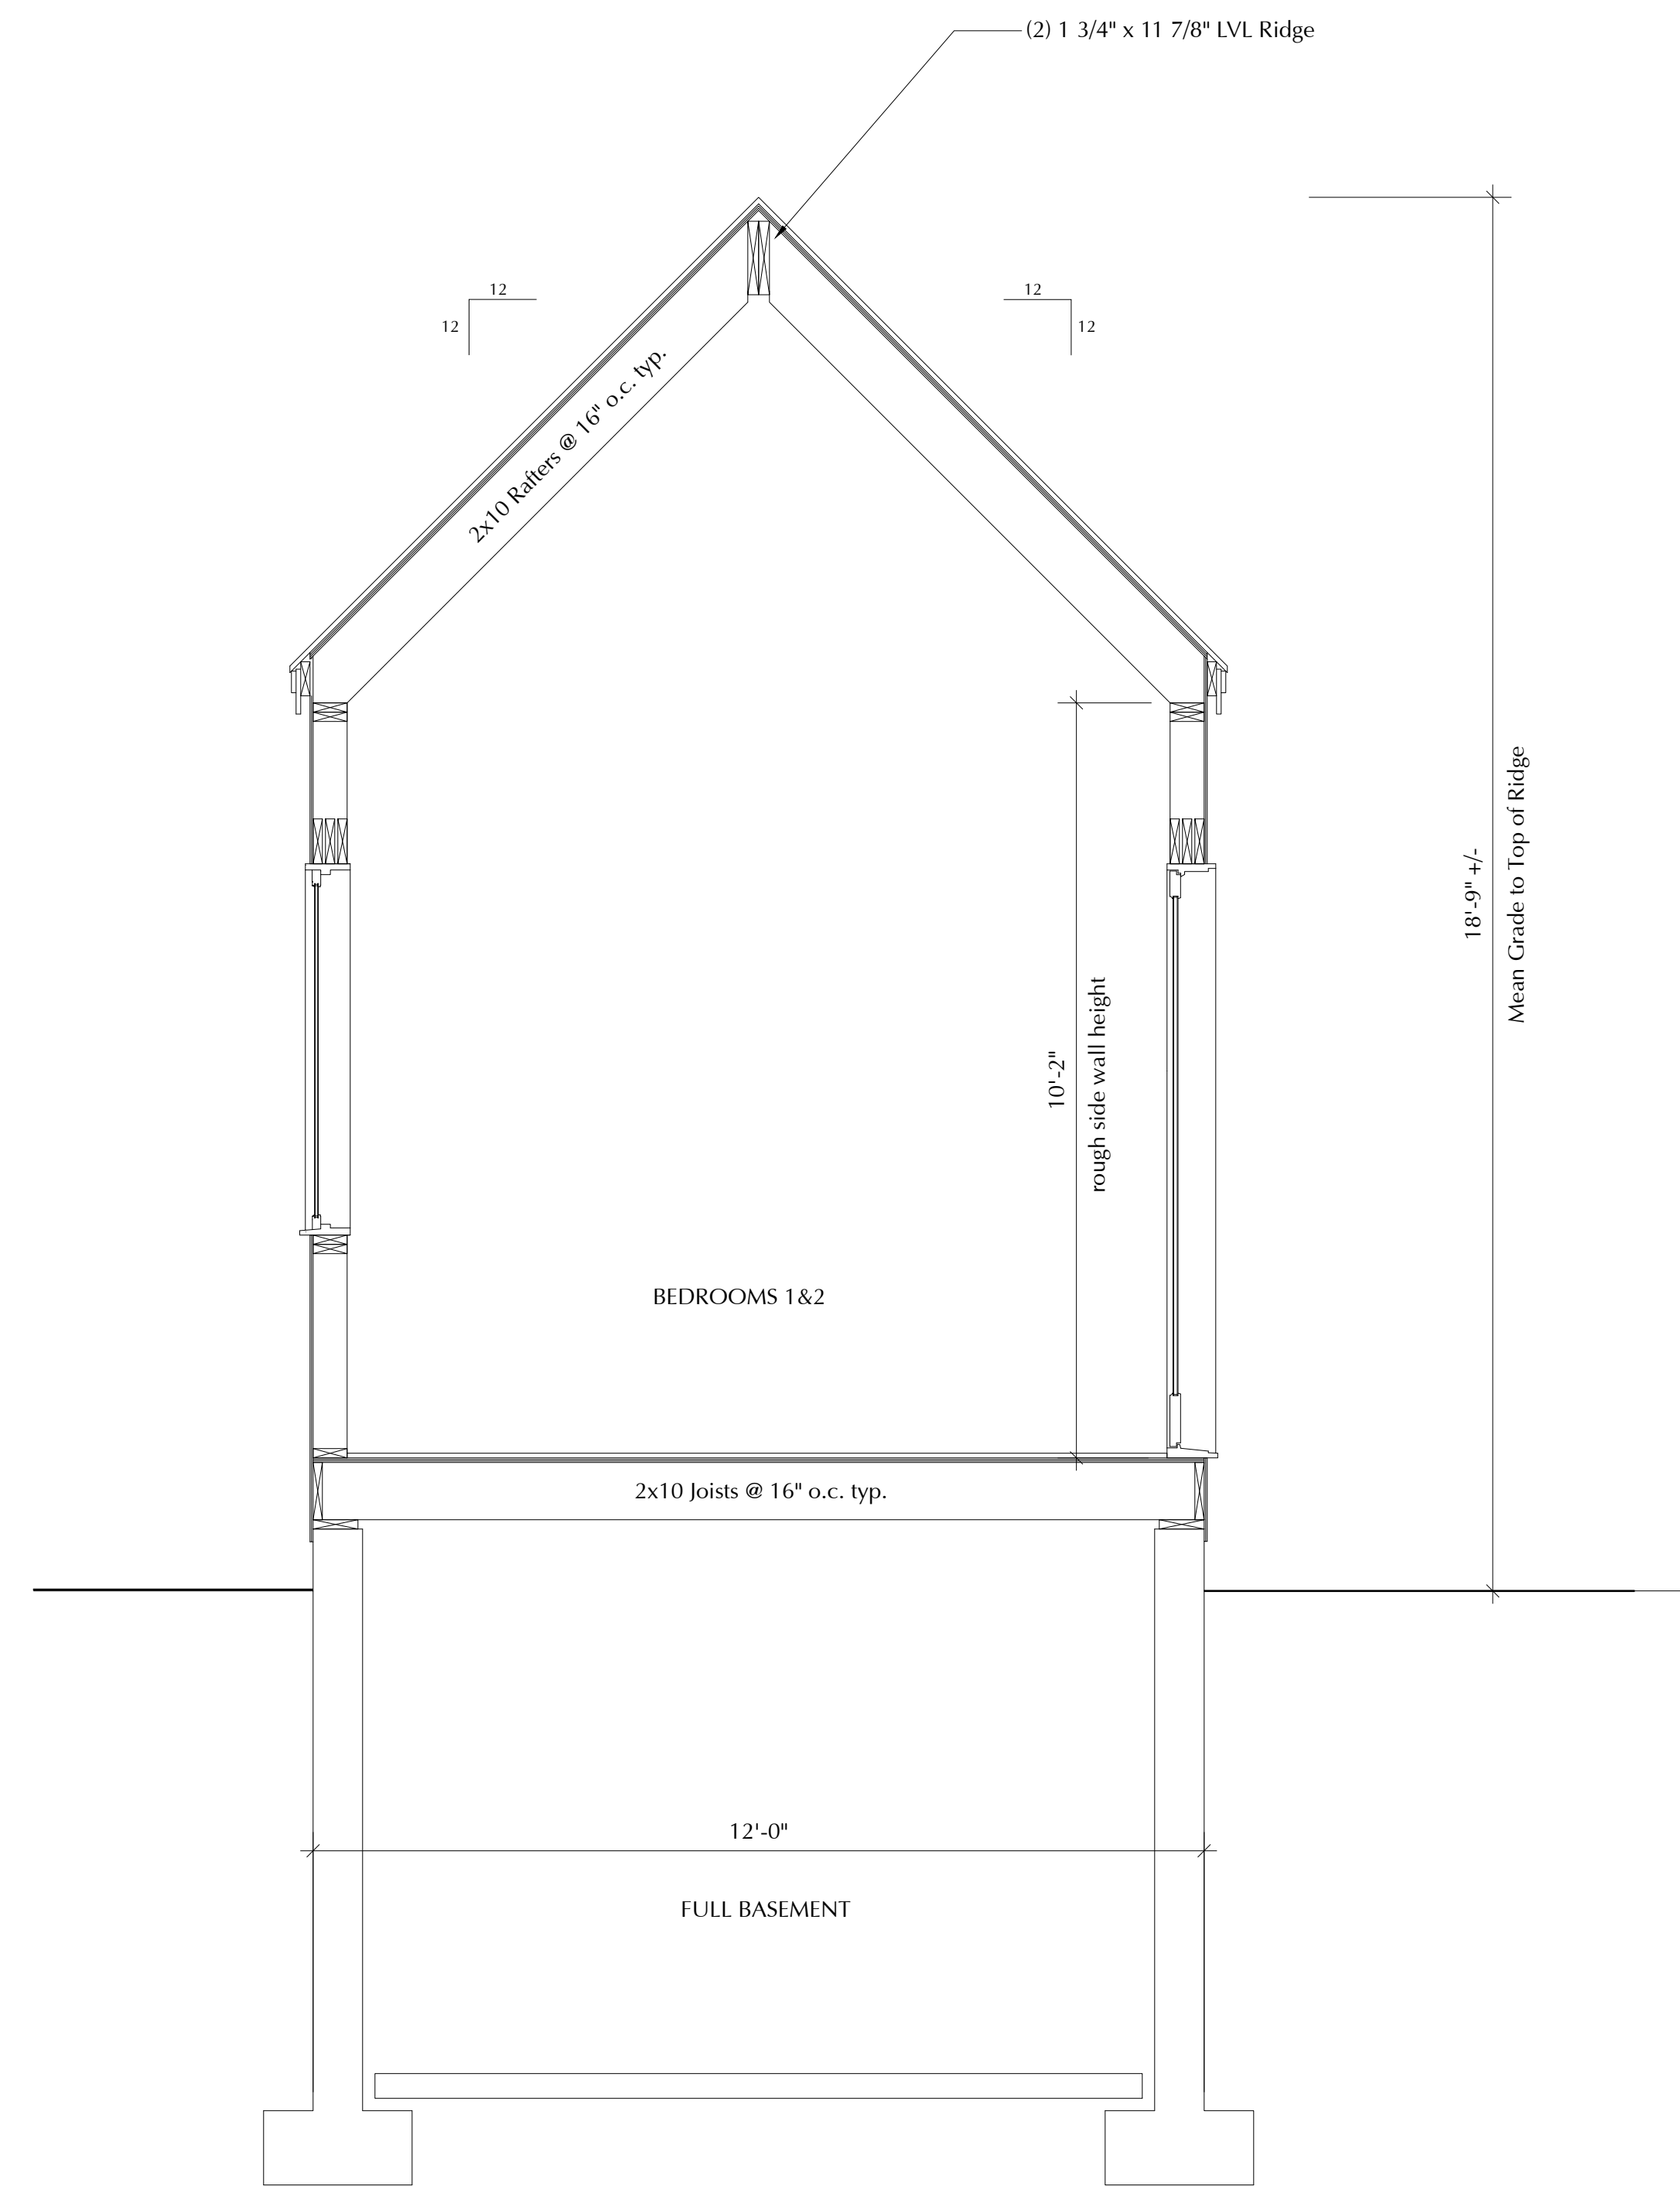 (2) 1 3/4" x 11 7/8" LVL Ridge
12
12
12
12
2x10 Rafters @ 16" o.c. typ.
18'-9" +/-
Mean Grade to Top of Ridge
10'-2"
rough side wall height
BEDROOMS 1&2
2x10 Joists @ 16" o.c. typ.
12'-0"
FULL BASEMENT